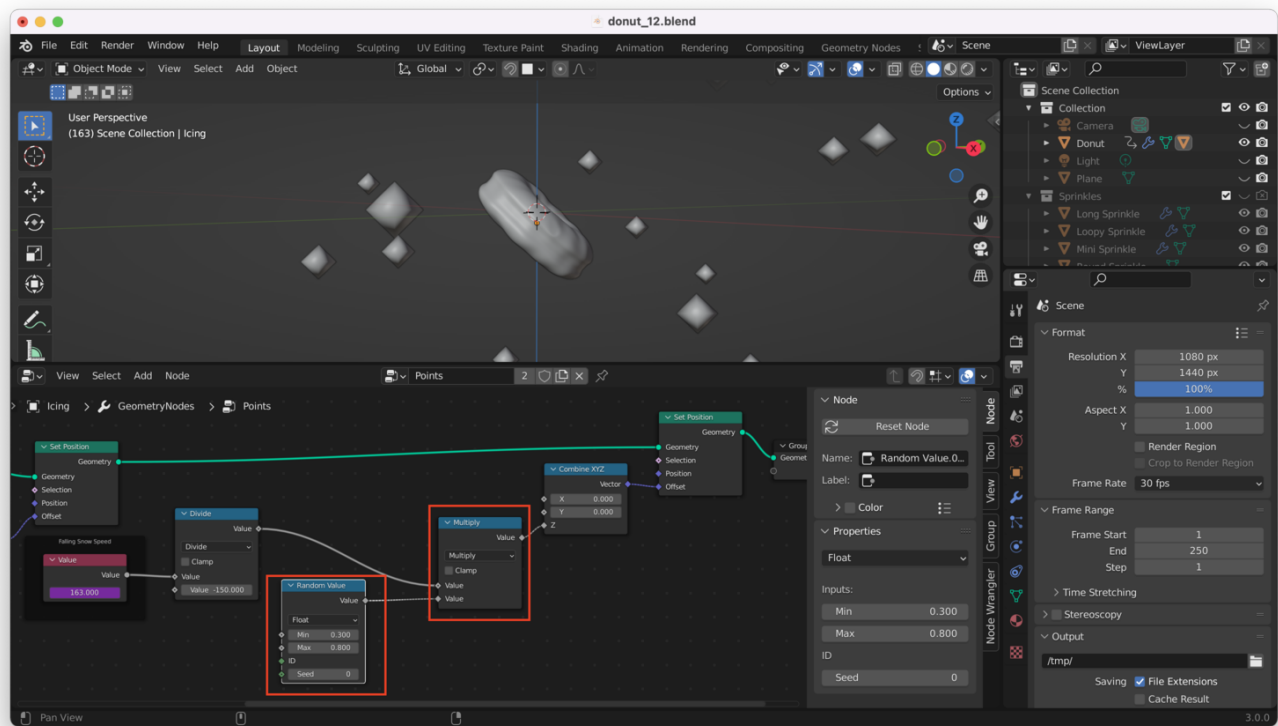 donut_12.blend
File Edit Render Window Help Layout Modeling Sculpting UV Editing Texture Paint Shading Animation Rendering Compositing Geometry Nodes Scene ViewLayer
Object Mode View Select Add Object Global
Options
User Perspective
(163) Scene Collection | Icing
Z
X
Scene Collection
Collection
Camera
Donut
Light
Plane
Sprinkles
Long Sprinkle
Loopy Sprinkle
Mini Sprinkle
Round Sprinkle
View Select Add Node Points 2
Icing > GeometryNodes > Points
Set Position
Geometry
Geometry
Selection
Position
Offset
Falling Snow Speed
Value
Value
163.000
Divide
Value
Divide
Clamp
Value
Value -150.000
Random Value
Value
Float
Min 0.300
Max 0.800
ID
Seed 0
Multiply
Value
Multiply
Clamp
Value
Value
Combine XYZ
Vector
X 0.000
Y 0.000
Z
Set Position
Geometry
Geometry
Selection
Position
Offset
Grou
Geomet
Node
Reset Node
Name: Random Value.0...
Label:
Color
Properties
Float
Inputs:
Min 0.300
Max 0.800
ID
Seed 0
Node
Tool
View
Group
Node Wrangler
Scene
Format
Resolution X 1080 px
Y 1440 px
% 100%
Aspect X 1.000
Y 1.000
Render Region
Crop to Render Region
Frame Rate 30 fps
Frame Range
Frame Start 1
End 250
Step 1
Time Stretching
Stereoscopy
Output
/tmp/
Saving File Extensions
Cache Result
Pan View
3.0.0